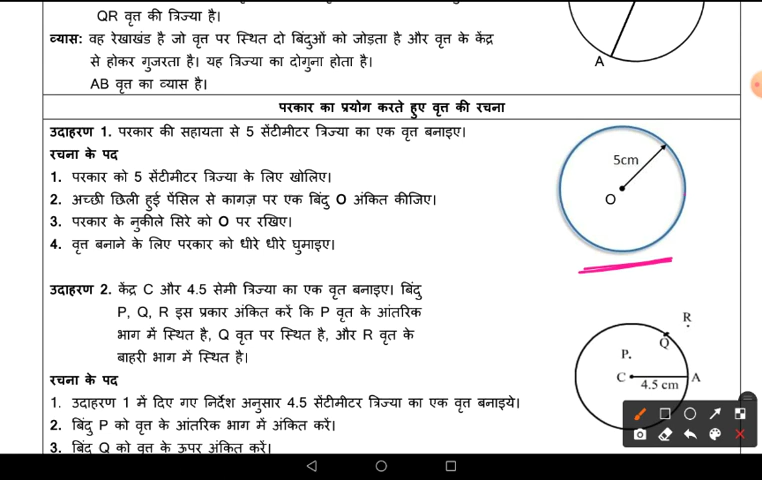 QR वृत्त की त्रिज्या है।
व्यास: वह रेखाखंड है जो वृत्त पर स्थित दो बिंदुओं को जोड़ता है और वृत्त के केंद्र
से होकर गुजरता है। यह त्रिज्या का दोगुना होता है।
AB वृत्त का व्यास है।
A
परकार का प्रयोग करते हुए वृत्त की रचना
उदाहरण 1. परकार की सहायता से 5 सेंटीमीटर त्रिज्या का एक वृत्त बनाइए।
रचना के पद
1. परकार को 5 सेंटीमीटर त्रिज्या के लिए खोलिए।
2. अच्छी छिली हुई पेंसिल से कागज़ पर एक बिंदु O अंकित कीजिए।
3. परकार के नुकीले सिरे को O पर रखिए।
4. वृत्त बनाने के लिए परकार को धीरे धीरे घुमाइए।
5cm
O
उदाहरण 2. केंद्र C और 4.5 सेमी त्रिज्या का एक वृत बनाइए। बिंदु
P, Q, R इस प्रकार अंकित करें कि P वृत के आंतरिक
भाग में स्थित है, Q वृत पर स्थित है, और R वृत के
बाहरी भाग में स्थित है।
रचना के पद
1. उदाहरण 1 में दिए गए निर्देश अनुसार 4.5 सेंटीमीटर त्रिज्या का एक वृत्त बनाइये।
2. बिंदु P को वृत्त के आंतरिक भाग में अंकित करें।
3. बिंदु Q को वृत्त के ऊपर अंकित करें।
R
Q
P.
C
A
4.5 cm